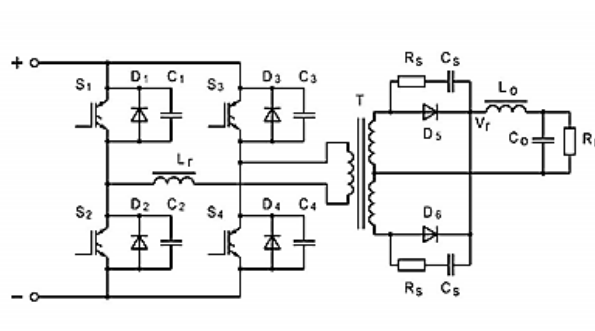 Rs Cs
+ S1 D1 C1 S3 D3 C3 T Lo
D5 Vr Co
Lr
S2 D2 C2 S4 D4 C4 D6
−
Rs Cs